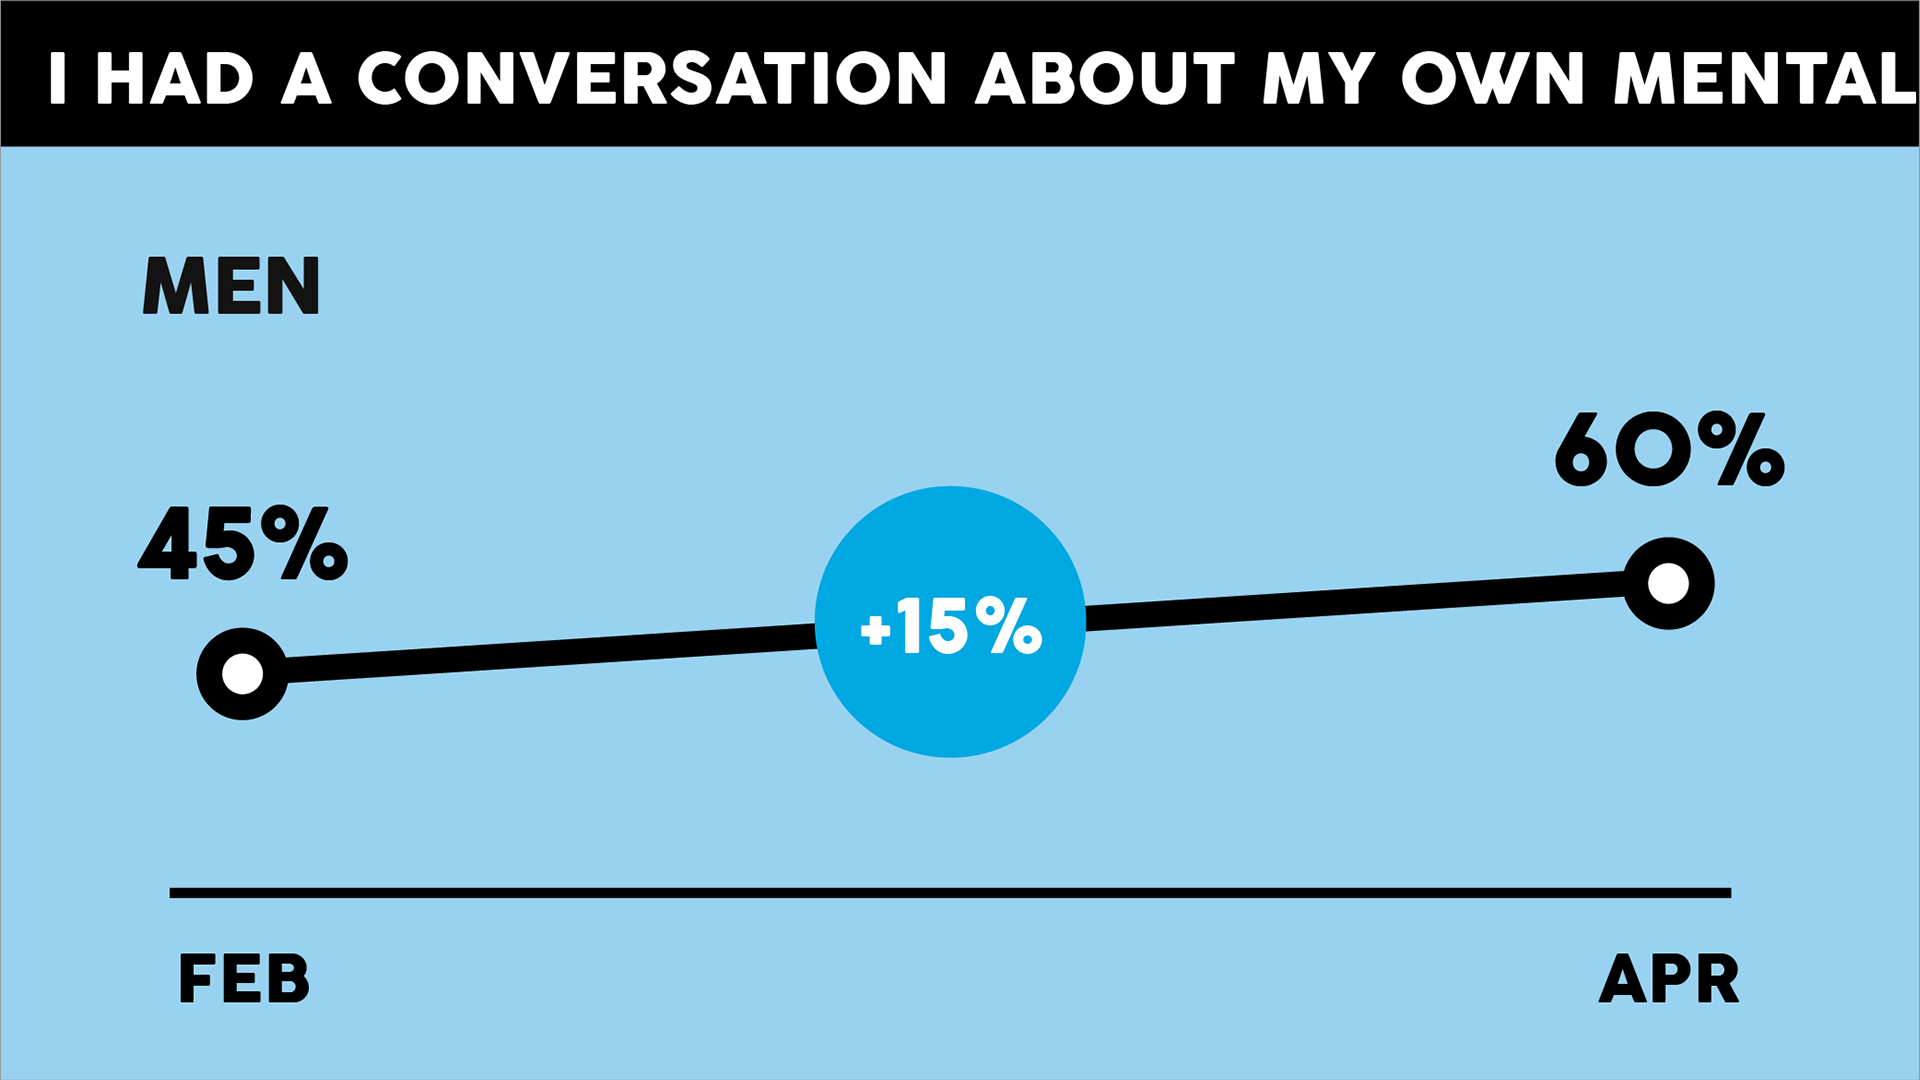 I HAD A CONVERSATION ABOUT MY OWN MENTAL
MEN
60%
45%
+15%
FEB APR